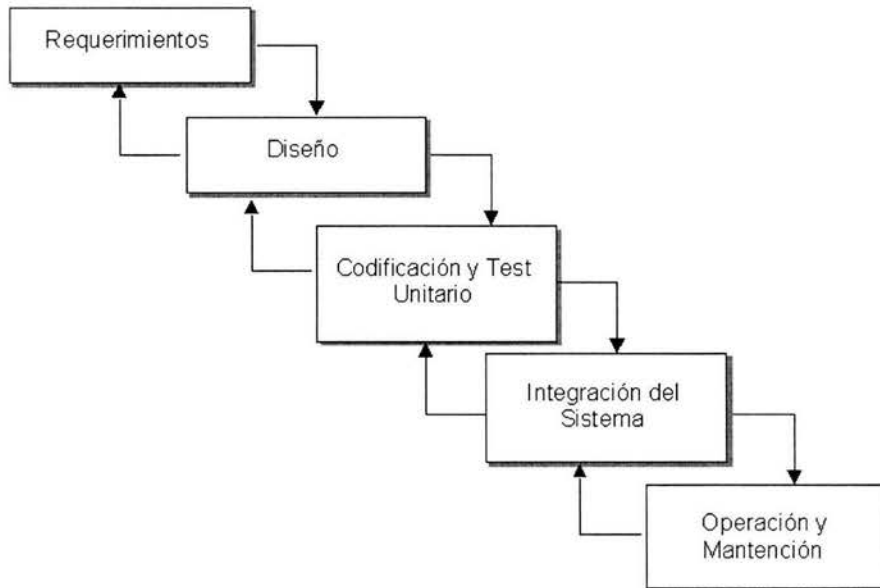 Requerimientos
Diseño
Codificación y Test
Unitario
Integración del
Sistema
Operación y
Mantención